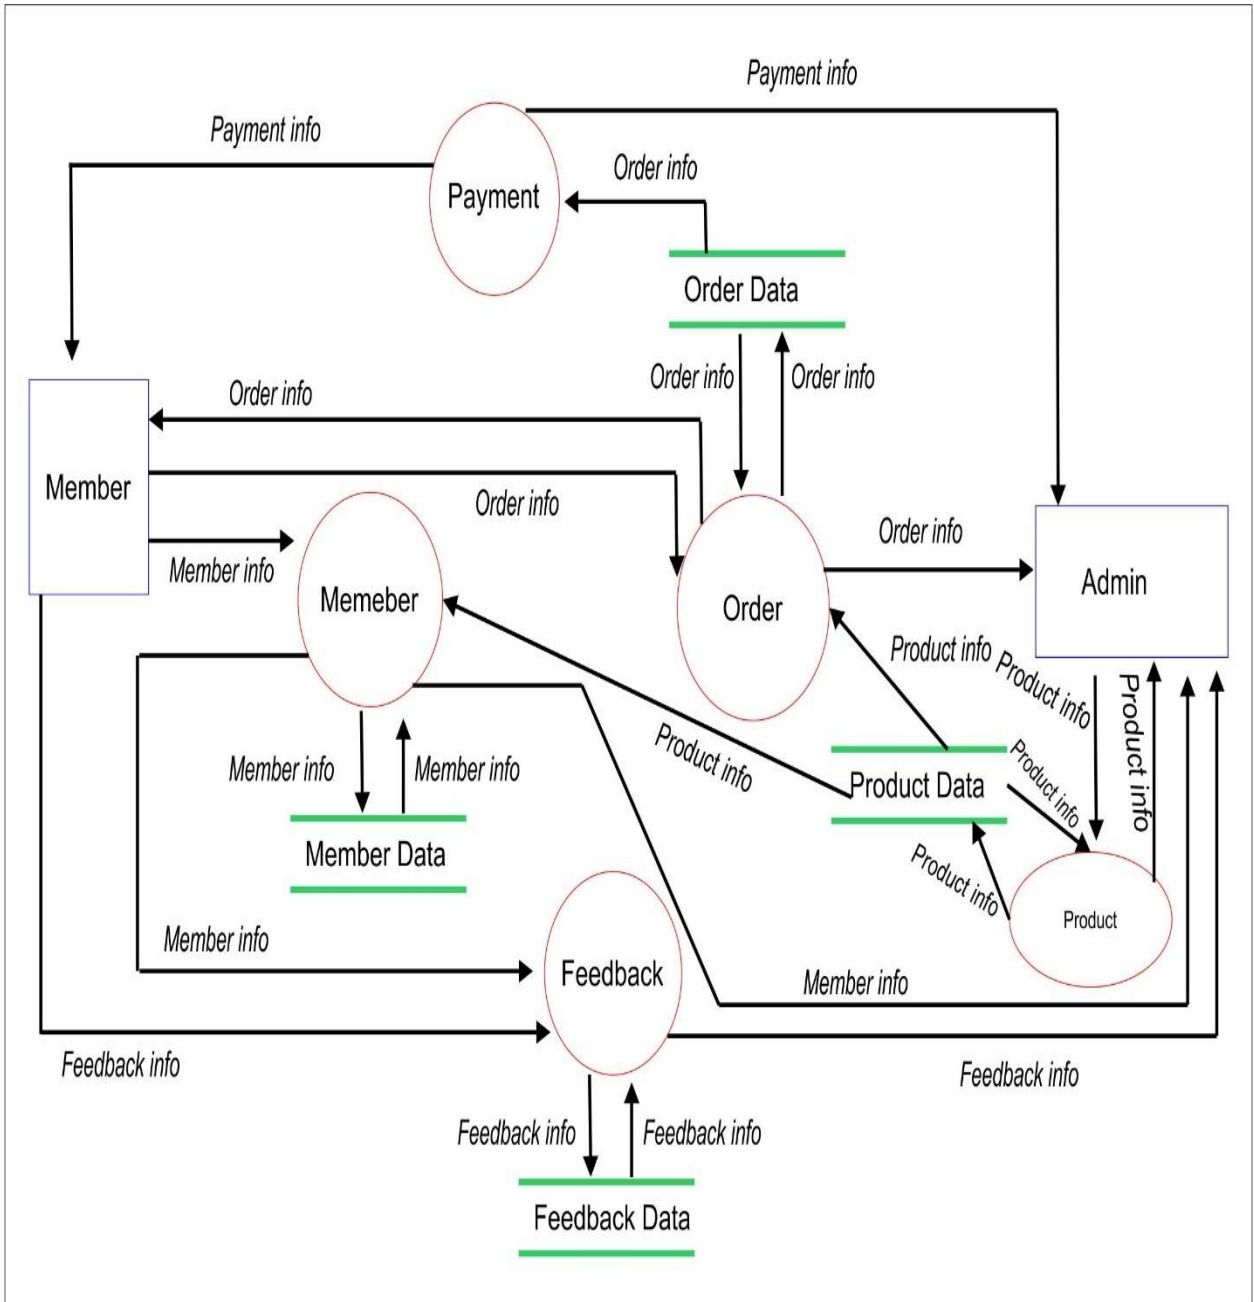 Payment info
Payment info
Order info
Payment
Order Data
Order info
Order info
Order info
Member
Order info
Order info
Member info
Memeber
Order
Admin
Product info
Product info
Product info
Product info
Member info
Member info
Product info
Product Data
Member Data
Product info
Product
Member info
Feedback
Member info
Feedback info
Feedback info
Feedback info
Feedback info
Feedback Data